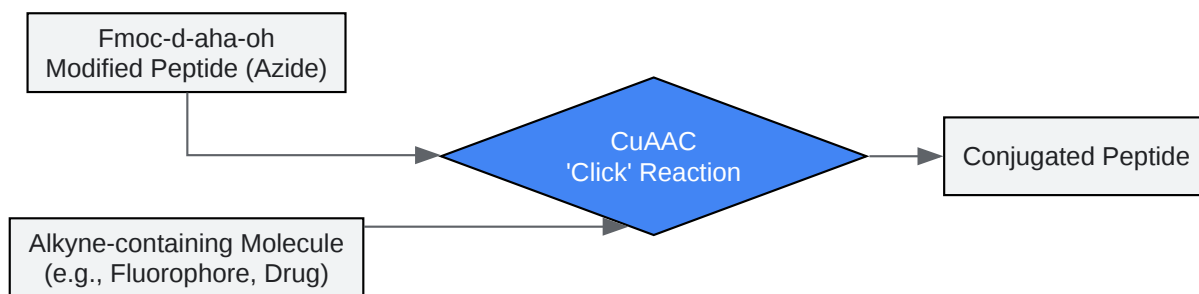 Fmoc-d-aha-oh
Modified Peptide (Azide)
CuAAC
'Click' Reaction
Conjugated Peptide
Alkyne-containing Molecule
(e.g., Fluorophore, Drug)